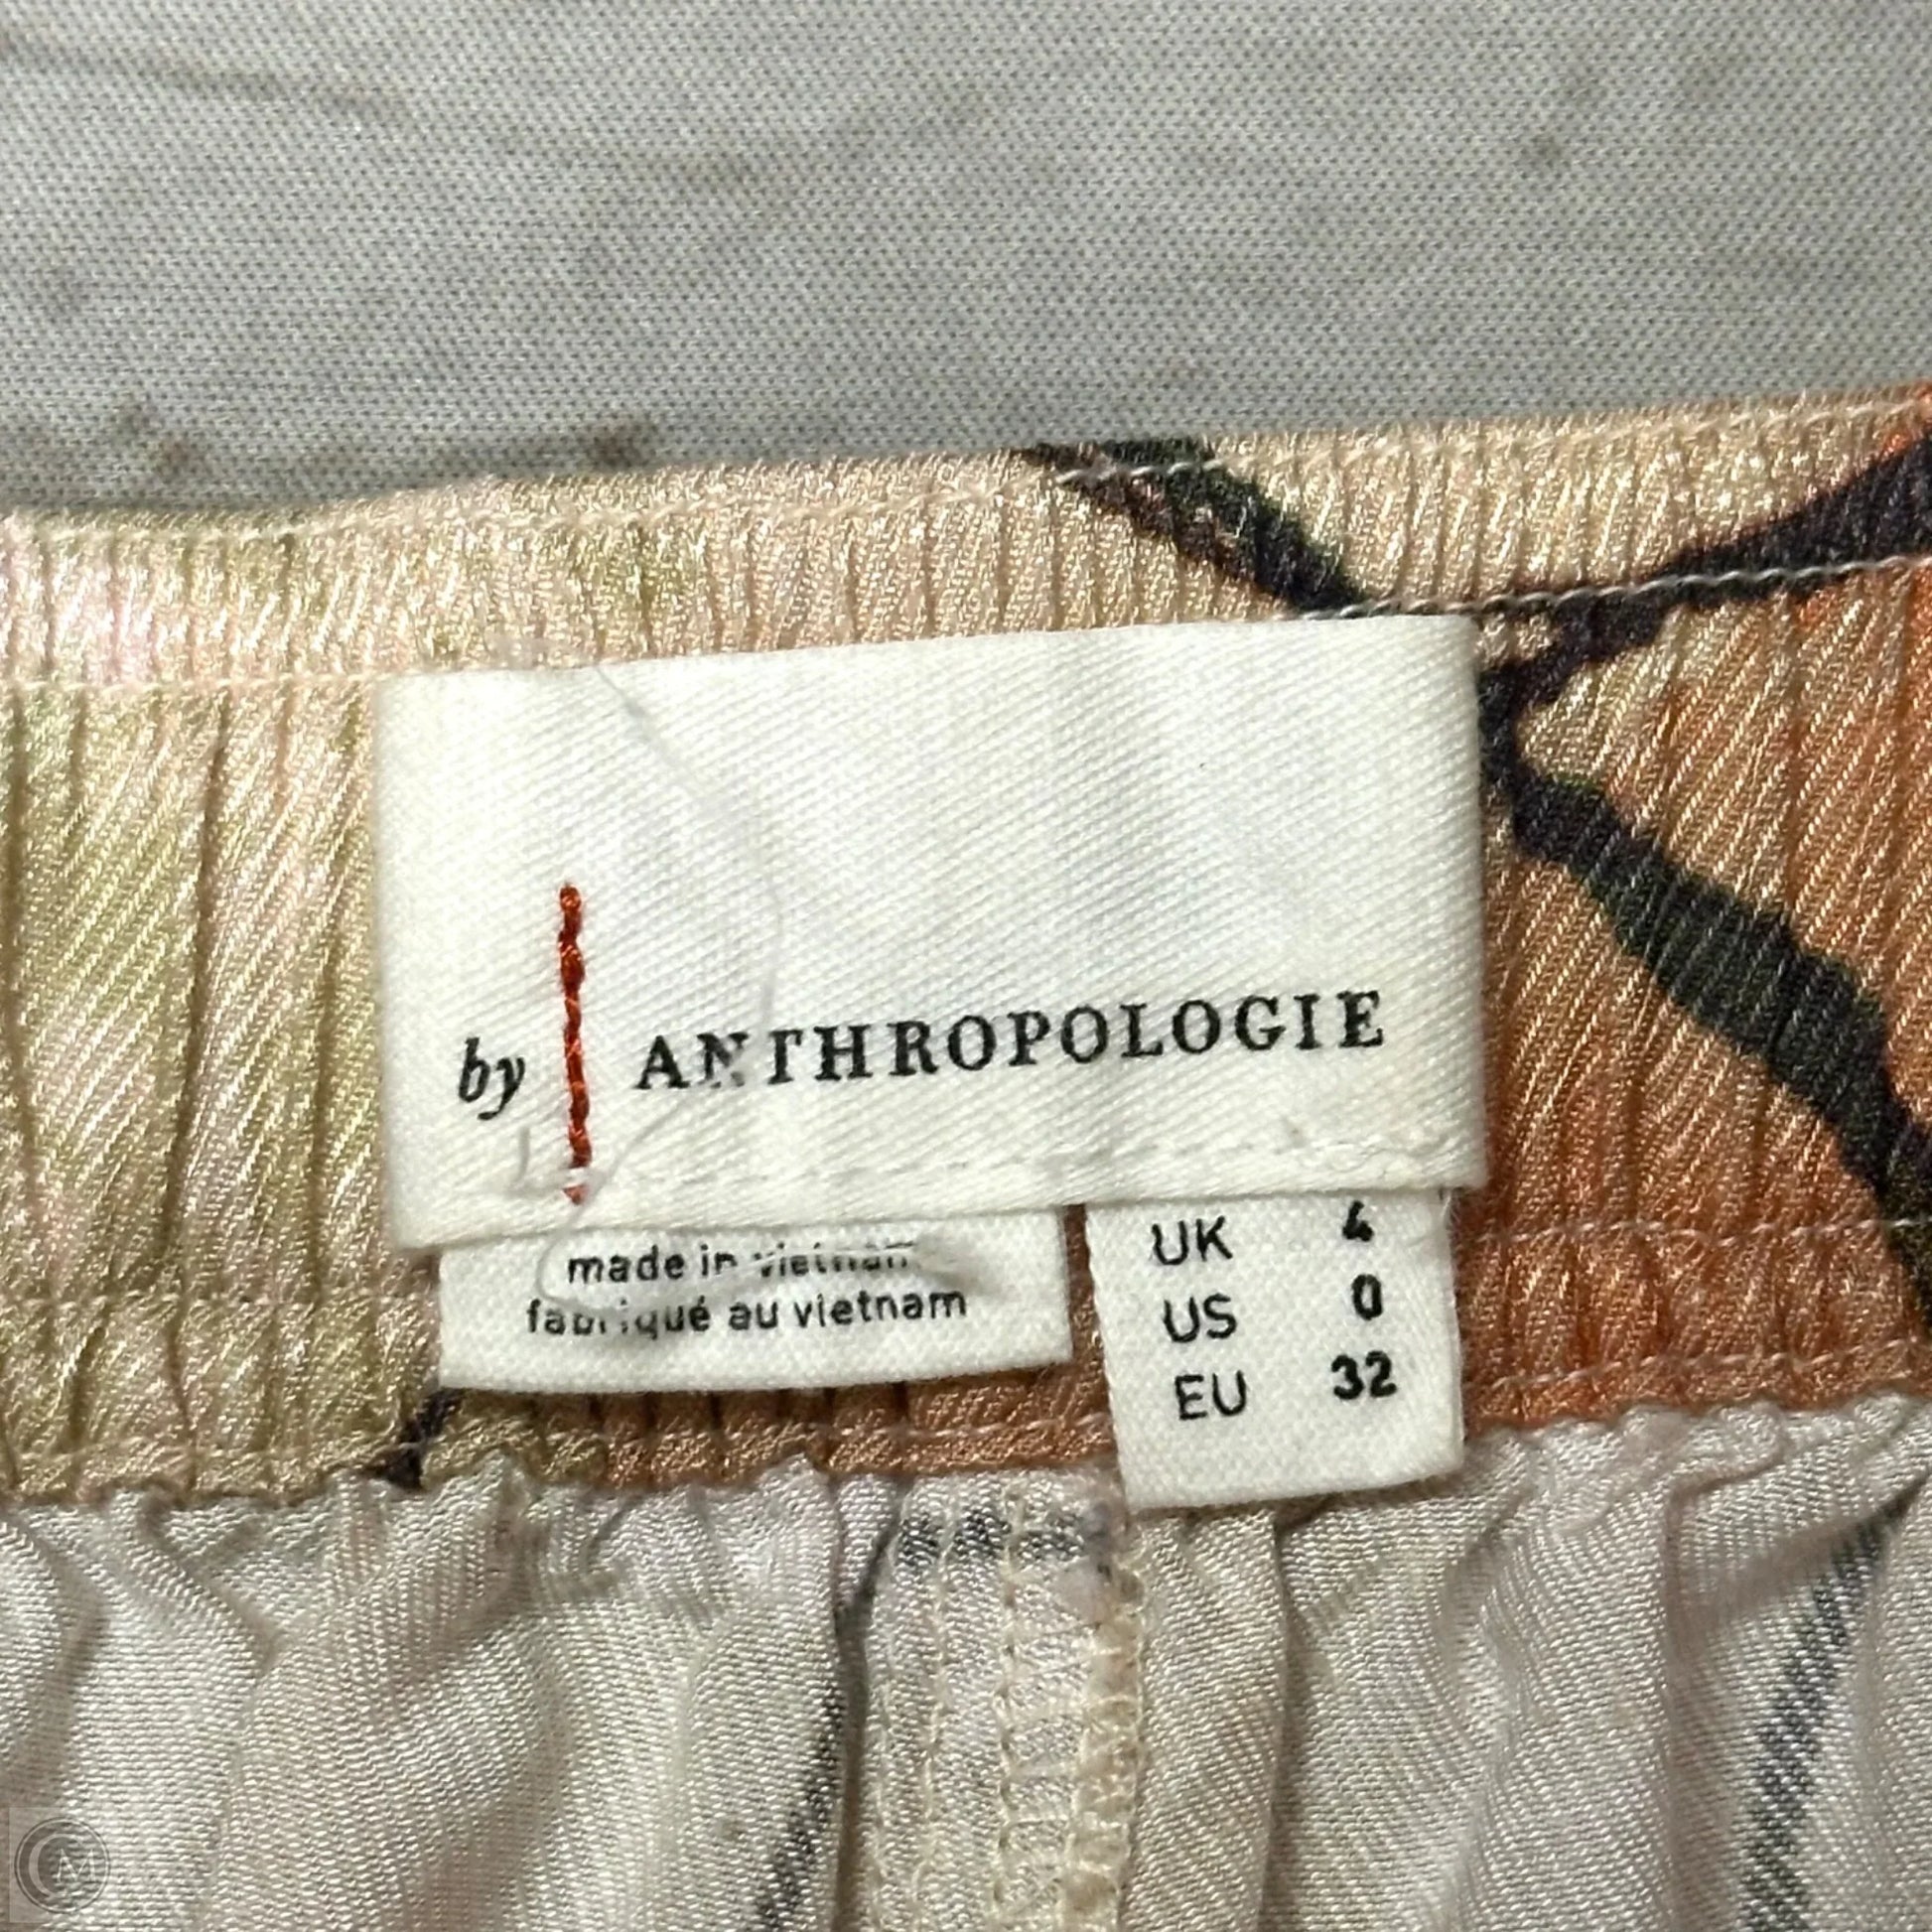 by ANTHROPOLOGIE
made in vietnam
fabriqué au vietnam
UK 4
US 0
EU 32